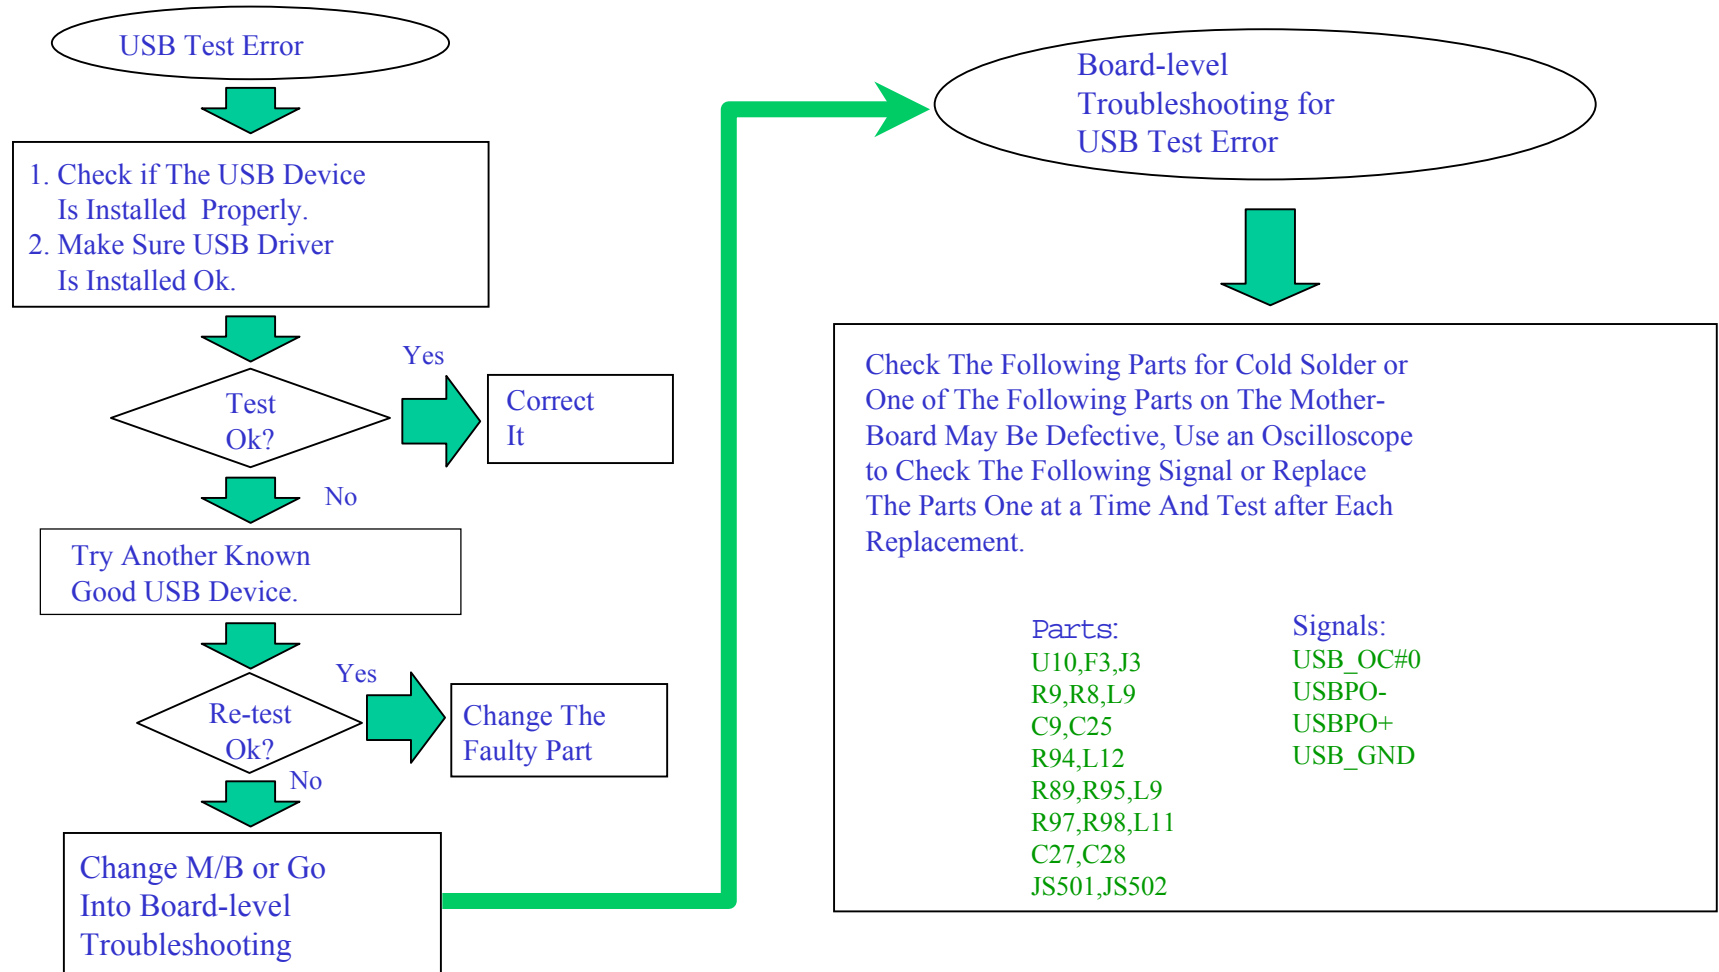 USB Test Error
1. Check if The USB Device
Is Installed Properly.
2. Make Sure USB Driver
Is Installed Ok.
Test
Ok?
Yes
Correct
It
No
Try Another Known
Good USB Device.
Re-test
Ok?
Yes
Change The
Faulty Part
No
Change M/B or Go
Into Board-level
Troubleshooting
Board-level
Troubleshooting for
USB Test Error
Check The Following Parts for Cold Solder or
One of The Following Parts on The Mother-
Board May Be Defective, Use an Oscilloscope
to Check The Following Signal or Replace
The Parts One at a Time And Test after Each
Replacement.
Parts:
U10,F3,J3
R9,R8,L9
C9,C25
R94,L12
R89,R95,L9
R97,R98,L11
C27,C28
JS501,JS502
Signals:
USB_OC#0
USBPO-
USBPO+
USB_GND